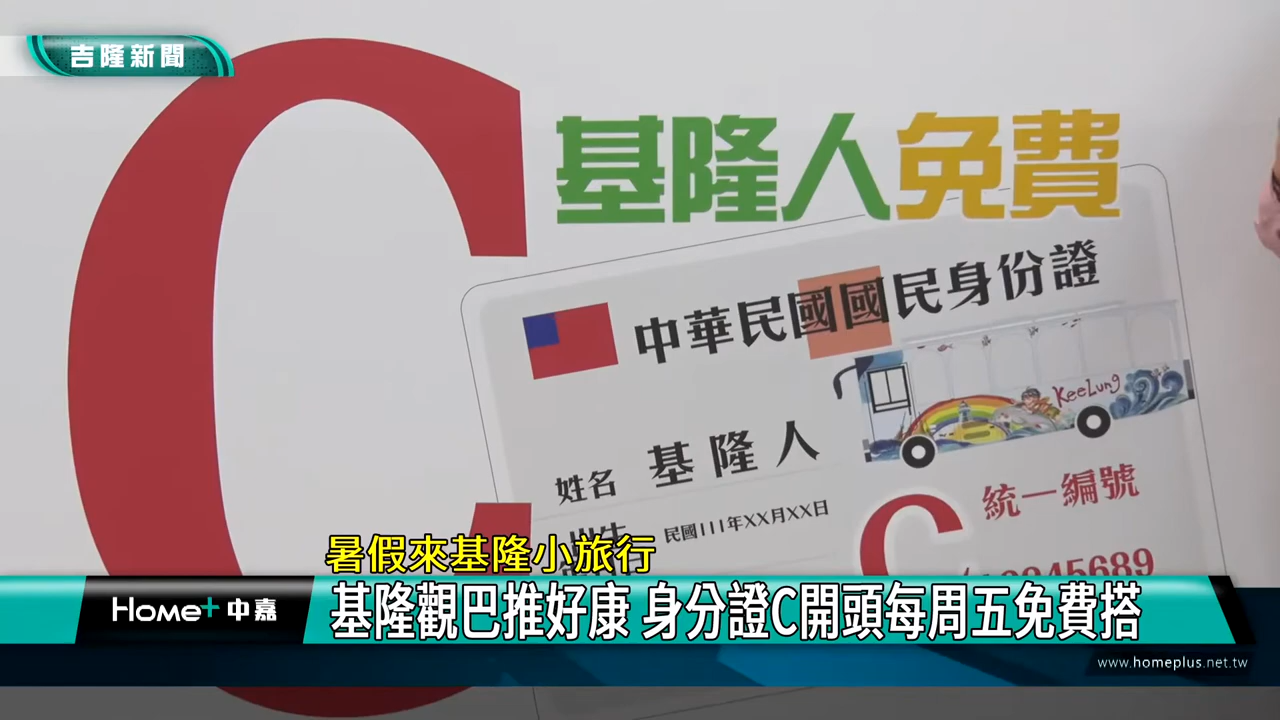 吉隆新聞
C
基隆人免費
中華民國國民身份證
KeeLung
姓名 基隆人
民國111年XX月XX日
C
統一編號
暑假來基隆小旅行
Home+中嘉
基隆觀巴推好康 身分證C開頭每周五免費搭
www.homeplus.net.tw